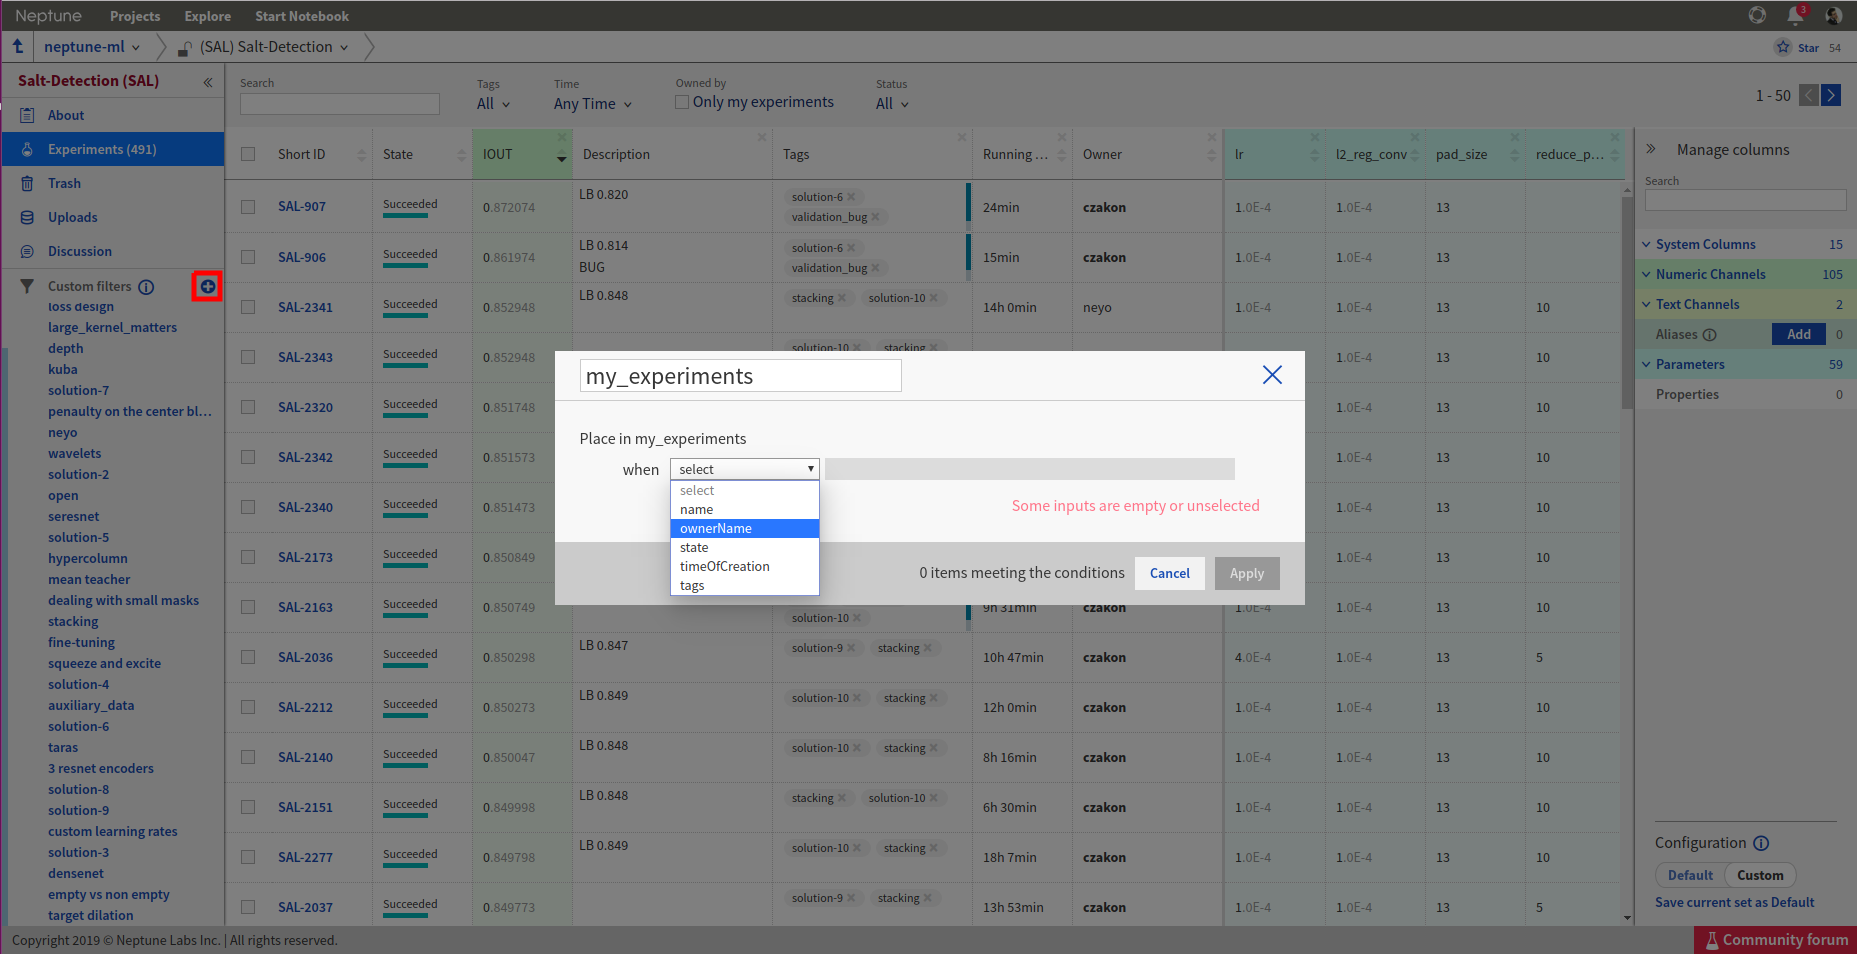 Neptune Projects Explore Start Notebook 3
neptune-ml (SAL) Salt-Detection Star 54
Salt-Detection (SAL)
About
Experiments (491)
Trash
Uploads
Discussion
Custom filters
loss design
large_kernel_matters
depth
kuba
solution-7
penaulty on the center bl...
neyo
wavelets
solution-2
open
seresnet
solution-5
hypercolumn
mean teacher
dealing with small masks
stacking
fine-tuning
squeeze and excite
solution-4
auxiliary_data
solution-6
taras
3 resnet encoders
solution-8
solution-9
custom learning rates
solution-3
densenet
empty vs non empty
target dilation
Search Tags Time Owned by Status
All Any Time Only my experiments All 1 - 50
Short ID State IOUT Description Tags Running ... Owner lr l2_reg_conv pad_size reduce_p...
SAL-907 Succeeded 0.872074 LB 0.820 solution-6 validation_bug 24min czakon 1.0E-4 1.0E-4 13
SAL-906 Succeeded 0.861974 LB 0.814 BUG solution-6 validation_bug 15min czakon 1.0E-4 1.0E-4 13
SAL-2341 Succeeded 0.852948 LB 0.848 stacking solution-10 14h 0min neyo 1.0E-4 1.0E-4 13 10
SAL-2343 Succeeded 0.852948 solution-10 stacking 1.0E-4 13 10
SAL-2320 Succeeded 0.851748 1.0E-4 13 10
SAL-2342 Succeeded 0.851573 1.0E-4 13 10
SAL-2340 Succeeded 0.851473 1.0E-4 13 10
SAL-2173 Succeeded 0.850849 1.0E-4 13 10
SAL-2163 Succeeded 0.850749 solution-10 9h 31min czakon 1.0E-4 1.0E-4 13 10
SAL-2036 Succeeded 0.850298 LB 0.847 solution-9 stacking 10h 47min czakon 4.0E-4 1.0E-4 13 5
SAL-2212 Succeeded 0.850273 LB 0.849 solution-10 stacking 12h 0min czakon 1.0E-4 1.0E-4 13 10
SAL-2140 Succeeded 0.850047 LB 0.848 solution-10 stacking 8h 16min czakon 1.0E-4 1.0E-4 13 10
SAL-2151 Succeeded 0.849998 LB 0.848 stacking solution-10 6h 30min czakon 1.0E-4 1.0E-4 13 10
SAL-2277 Succeeded 0.849798 LB 0.849 solution-10 stacking 18h 7min czakon 1.0E-4 1.0E-4 13 10
SAL-2037 Succeeded 0.849773 solution-9 stacking 13h 53min czakon 1.0E-4 1.0E-4 13 5
my_experiments
Place in my_experiments
when select
select
name
ownerName
state
timeOfCreation
tags
Some inputs are empty or unselected
0 items meeting the conditions Cancel Apply
Manage columns
Search
System Columns 15
Numeric Channels 105
Text Channels 2
Aliases Add 0
Parameters 59
Properties 0
Configuration
Default Custom
Save current set as Default
Copyright 2019 © Neptune Labs Inc. | All rights reserved.
Community forum